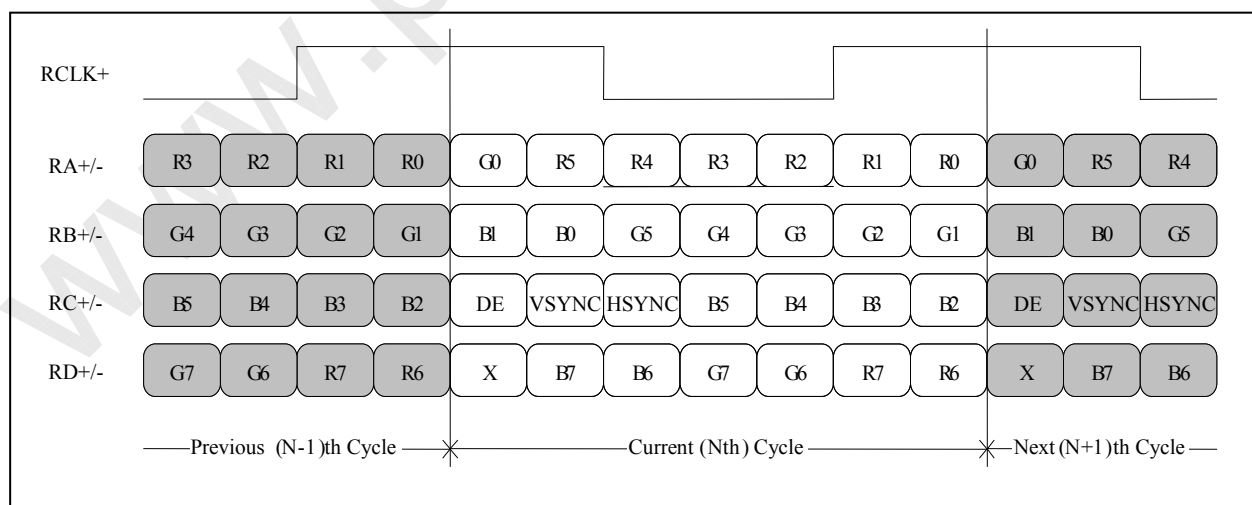 RCLK+
RA+/- R3 R2 R1 R0 G0 R5 R4 R3 R2 R1 R0 G0 R5 R4
RB+/- G4 G3 G2 G1 B1 B0 G5 G4 G3 G2 G1 B1 B0 G5
RC+/- B5 B4 B3 B2 DE VSYNC HSYNC B5 B4 B3 B2 DE VSYNC HSYNC
RD+/- G7 G6 R7 R6 X B7 B6 G7 G6 R7 R6 X B7 B6
Previous (N-1)th Cycle Current (Nth) Cycle Next (N+1)th Cycle
www.p